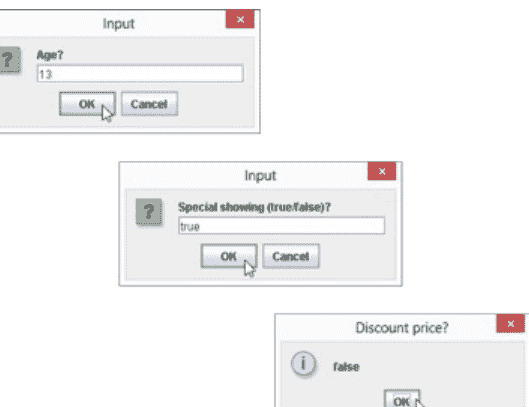 Input
Age?
13
OK Cancel
Input
Special showing (true/false)?
true
OK Cancel
Discount price?
false
OK